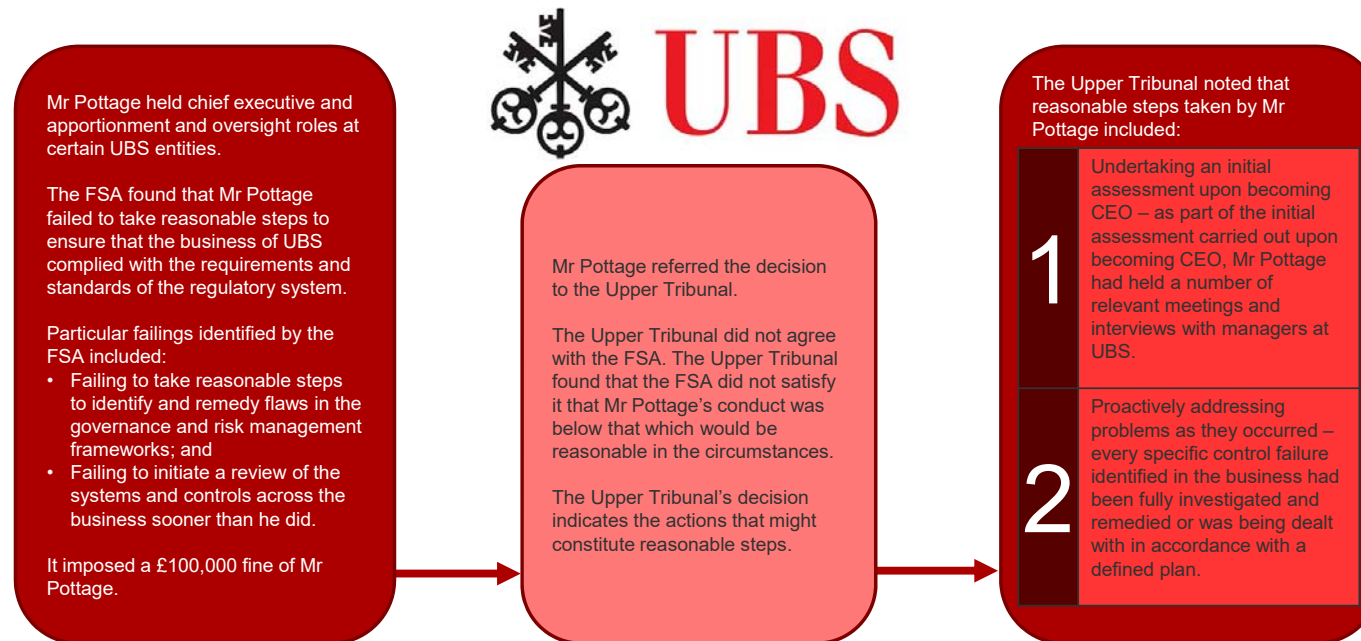 UBS
Mr Pottage held chief executive and
apportionment and oversight roles at
certain UBS entities.
The FSA found that Mr Pottage
failed to take reasonable steps to
ensure that the business of UBS
complied with the requirements and
standards of the regulatory system.
Particular failings identified by the
FSA included:
• Failing to take reasonable steps
to identify and remedy flaws in the
governance and risk management
frameworks; and
• Failing to initiate a review of the
systems and controls across the
business sooner than he did.
It imposed a £100,000 fine of Mr
Pottage.
Mr Pottage referred the decision
to the Upper Tribunal.
The Upper Tribunal did not agree
with the FSA. The Upper Tribunal
found that the FSA did not satisfy
it that Mr Pottage’s conduct was
below that which would be
reasonable in the circumstances.
The Upper Tribunal’s decision
indicates the actions that might
constitute reasonable steps.
The Upper Tribunal noted that
reasonable steps taken by Mr
Pottage included:
1
Undertaking an initial
assessment upon becoming
CEO – as part of the initial
assessment carried out upon
becoming CEO, Mr Pottage
had held a number of
relevant meetings and
interviews with managers at
UBS.
2
Proactively addressing
problems as they occurred –
every specific control failure
identified in the business had
been fully investigated and
remedied or was being dealt
with in accordance with a
defined plan.